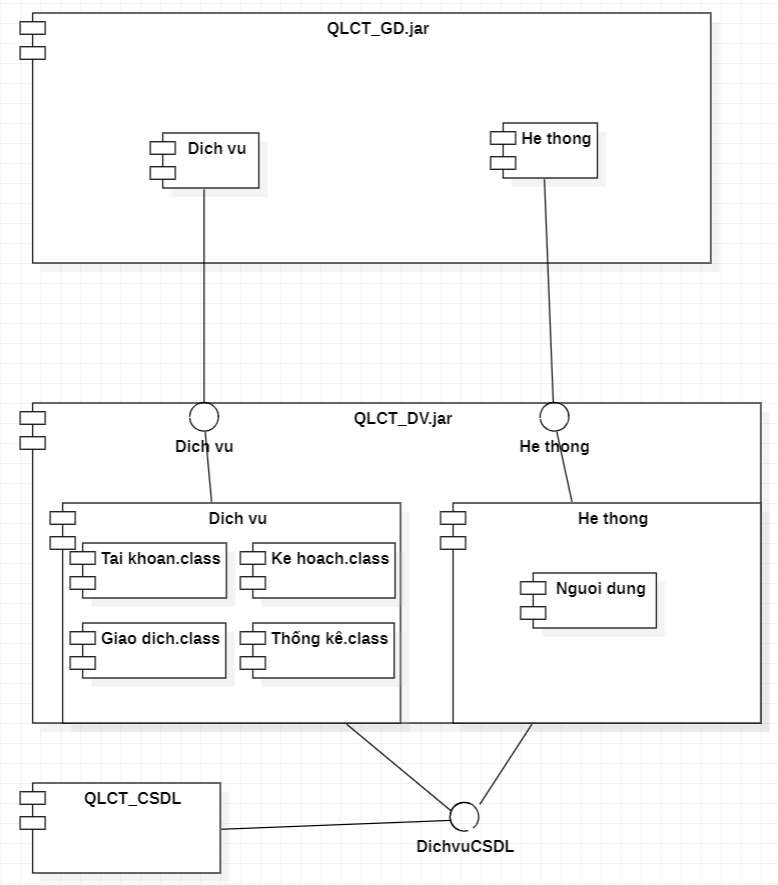 QLCT_GD.jar
Dich vu
He thong
QLCT_DV.jar
Dich vu
He thong
Dich vu
He thong
Tai khoan.class
Ke hoach.class
Nguoi dung
Giao dich.class
Thống kê.class
QLCT_CSDL
DichvuCSDL